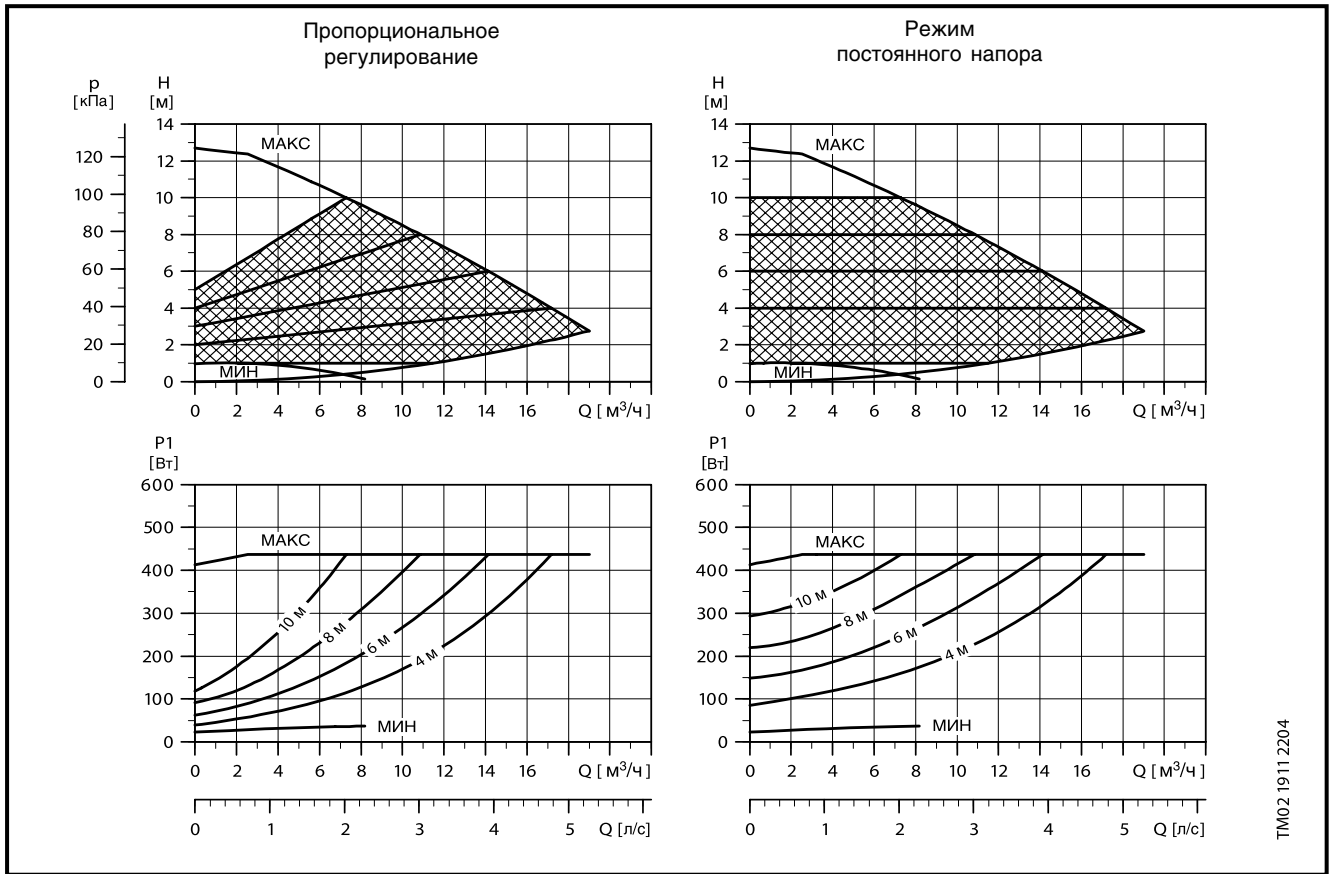 Пропорциональное
регулирование
Режим
постоянного напора
p
[кПа]
H
[м]
H
[м]
14
12
10
8
6
4
2
0
120
100
80
60
40
20
0
МАКС
МИН
0 2 4 6 8 10 12 14 16 Q [м³/ч]
14
12
10
8
6
4
2
0
МАКС
МИН
0 2 4 6 8 10 12 14 16 Q [м³/ч]
P1
[Вт]
600
500
400
300
200
100
0
МАКС
10 м
8 м
6 м
4 м
МИН
0 2 4 6 8 10 12 14 16 Q [м³/ч]
0 1 2 3 4 5 Q [л/с]
P1
[Вт]
600
500
400
300
200
100
0
МАКС
10 м
8 м
6 м
4 м
МИН
0 2 4 6 8 10 12 14 16 Q [м³/ч]
0 1 2 3 4 5 Q [л/с]
TM02 1911 2204